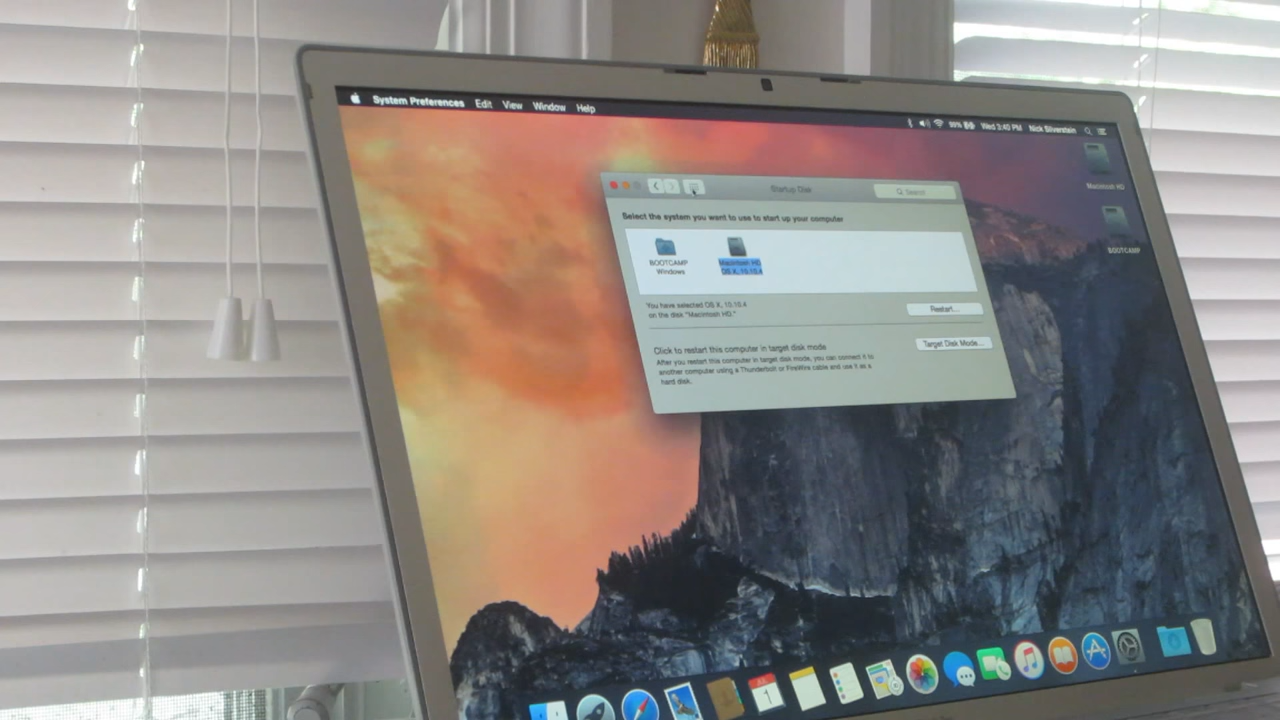 System Preferences Edit View Window Help
99% Wed 3:40 PM Nick Silverstein
Macintosh HD
BOOTCAMP
Startup Disk
Search
Select the system you want to use to start up your computer
BOOTCAMP
Windows
Macintosh HD
OS X, 10.10.4
You have selected OS X, 10.10.4
on the disk "Macintosh HD."
Restart...
Click to restart this computer in target disk mode
After you restart this computer in target disk mode, you can connect it to
another computer using a Thunderbolt or FireWire cable and use it as a
hard disk.
Target Disk Mode...
JUL
1